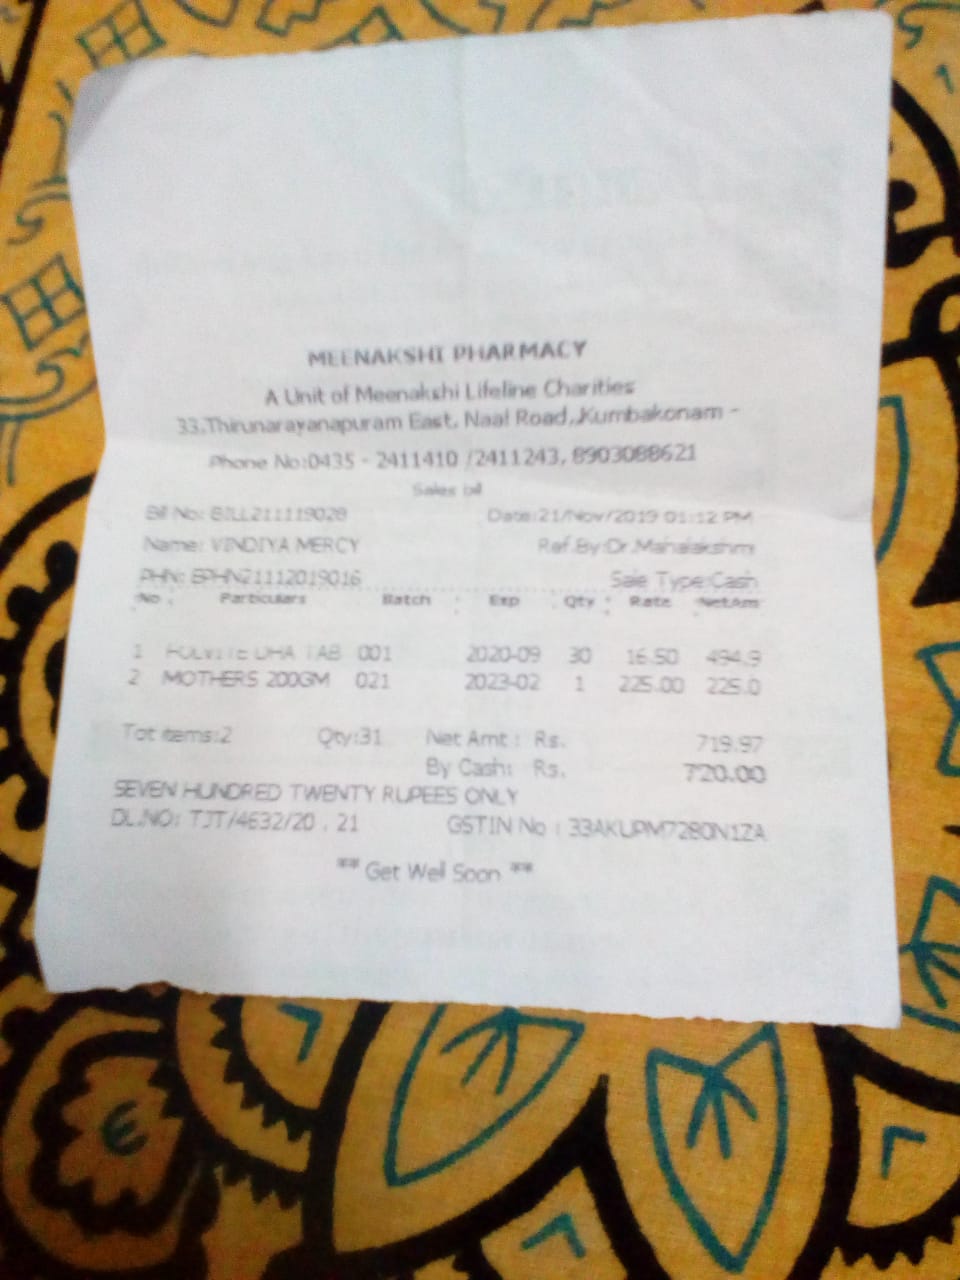 MEENAKSHI PHARMACY
A Unit of Meenakshi Lifeline Charities
33,Thirunarayanapuram East, Naal Road,,Kumbakonam -
Phone No:0435 - 2411410 /2411243, 8903088621
Sales bill
Bill No: BILL211119028 Date:21/Nov/2019 01:12 PM
Name: VINDIYA MERCY Ref.By:Dr.Mahalakshmi
PHN: EPHN21112019016 Sale Type:Cash
No Particulars Batch Exp Qty Rate NetAm
1 FOLVITE DHA TAB 001 2020-09 30 16.50 494.9
2 MOTHERS 200GM 021 2023-02 1 225.00 225.0
Tot items:2 Qty:31 Net Amt : Rs. 719.97
By Cash: Rs. 720.00
SEVEN HUNDRED TWENTY RUPEES ONLY
DL.NO: TJT/4632/20 , 21 GSTIN No : 33AKUPM7280N1ZA
** Get Well Soon **